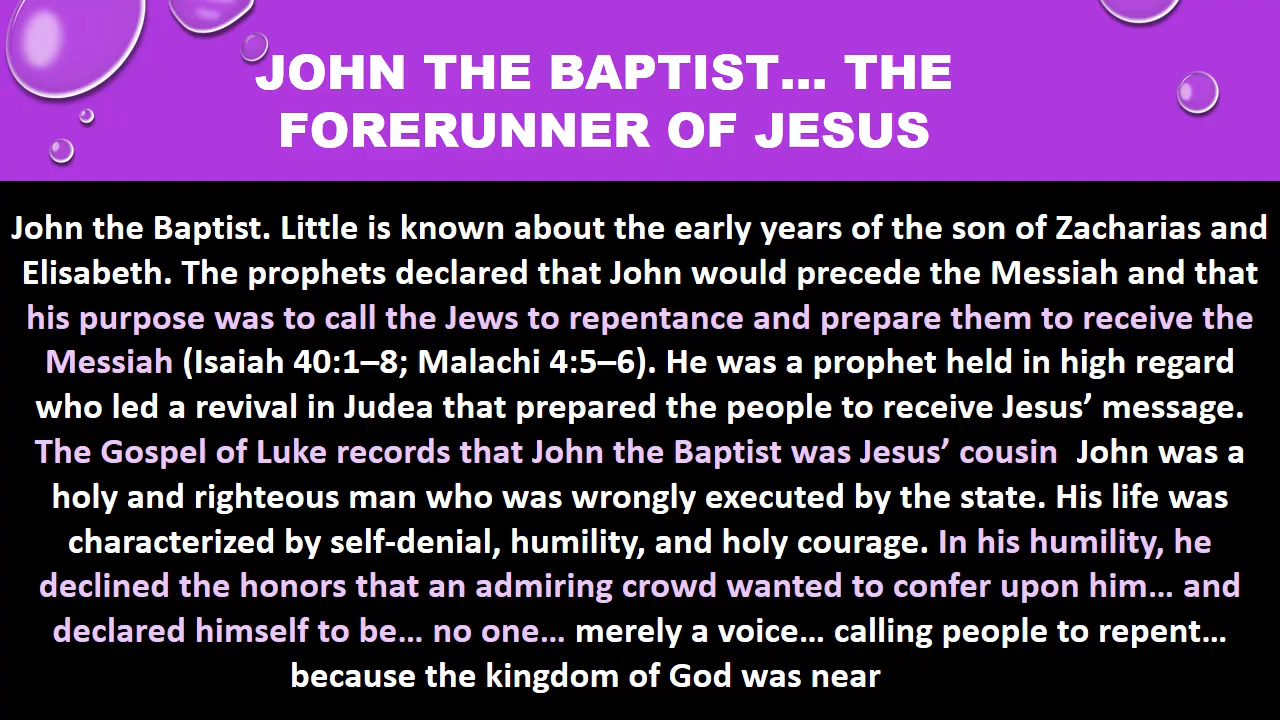 JOHN THE BAPTIST... THE
FORERUNNER OF JESUS
John the Baptist. Little is known about the early years of the son of Zacharias and
Elisabeth. The prophets declared that John would precede the Messiah and that
his purpose was to call the Jews to repentance and prepare them to receive the
Messiah (Isaiah 40:1–8; Malachi 4:5–6). He was a prophet held in high regard
who led a revival in Judea that prepared the people to receive Jesus’ message.
The Gospel of Luke records that John the Baptist was Jesus’ cousin  John was a
holy and righteous man who was wrongly executed by the state. His life was
characterized by self-denial, humility, and holy courage. In his humility, he
declined the honors that an admiring crowd wanted to confer upon him… and
declared himself to be… no one… merely a voice… calling people to repent…
because the kingdom of God was near